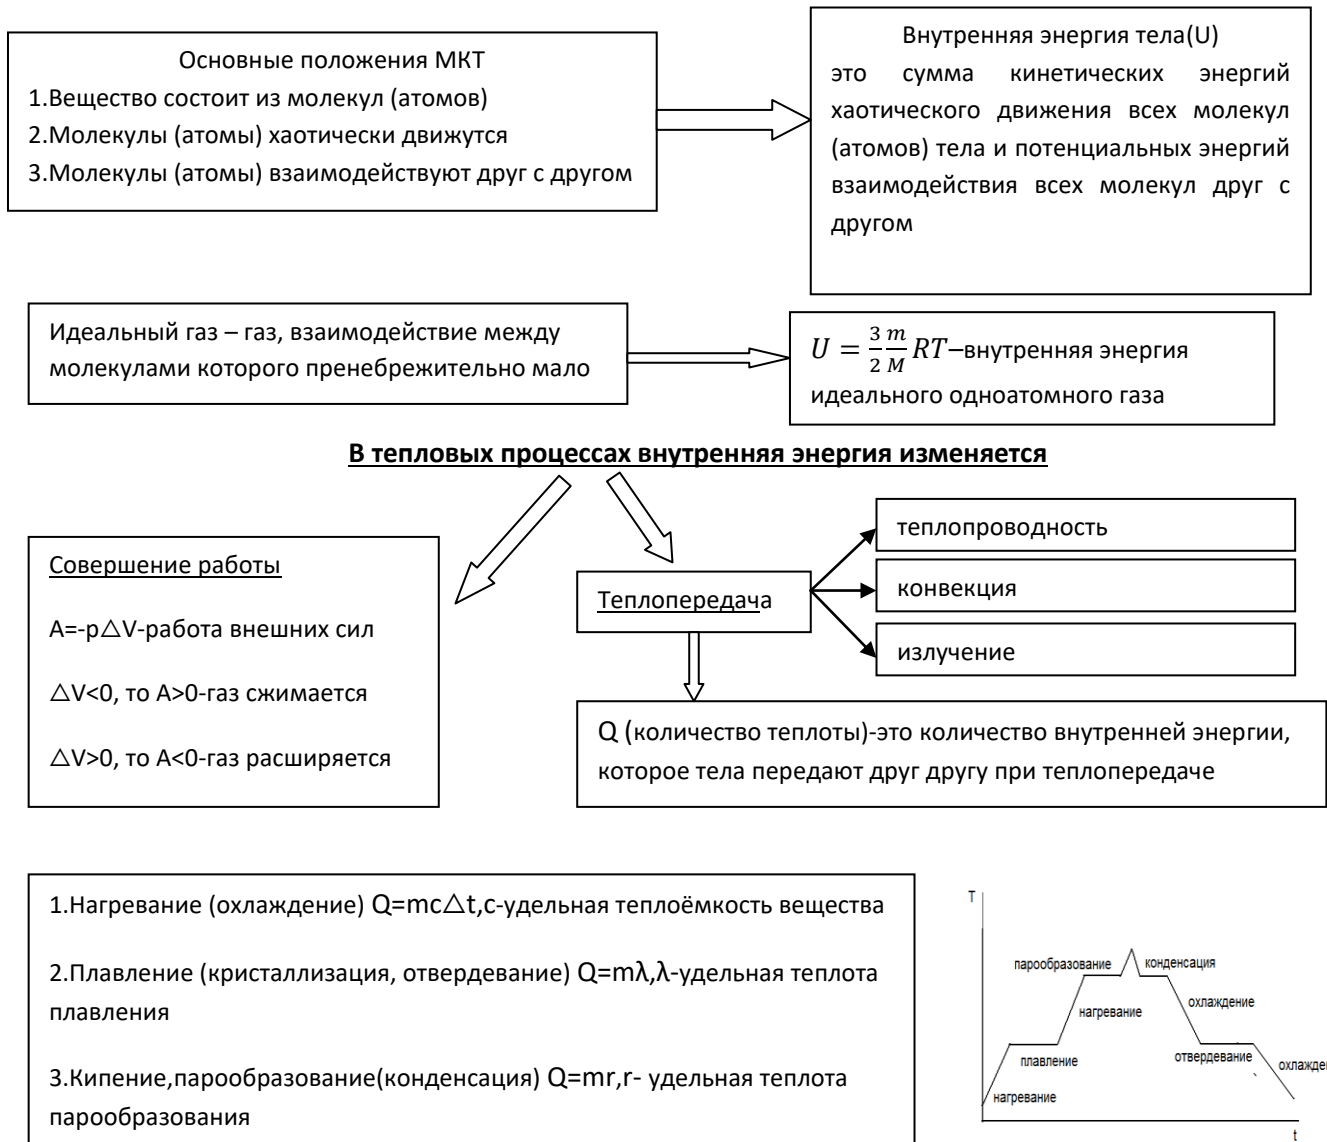 Основные положения МКТ
1.Вещество состоит из молекул (атомов)
2.Молекулы (атомы) хаотически движутся
3.Молекулы (атомы) взаимодействуют друг с другом
Внутренняя энергия тела(U)
это сумма кинетических энергий
хаотического движения всех молекул
(атомов) тела и потенциальных энергий
взаимодействия всех молекул друг с
другом
Идеальный газ – газ, взаимодействие между
молекулами которого пренебрежительно мало
U = 3/2 m/M RT–внутренняя энергия
идеального одноатомного газа
В тепловых процессах внутренняя энергия изменяется
Совершение работы
A=-p△V-работа внешних сил
△V<0, то A>0-газ сжимается
△V>0, то A<0-газ расширяется
Теплопередача
теплопроводность
конвекция
излучение
Q (количество теплоты)-это количество внутренней энергии,
которое тела передают друг другу при теплопередаче
1.Нагревание (охлаждение) Q=mc△t,c-удельная теплоёмкость вещества
2.Плавление (кристаллизация, отвердевание) Q=mλ,λ-удельная теплота
плавления
3.Кипение,парообразование(конденсация) Q=mr,r- удельная теплота
парообразования
T
парообразование
конденсация
нагревание
охлаждение
плавление
отвердевание
охлажден
нагревание
t